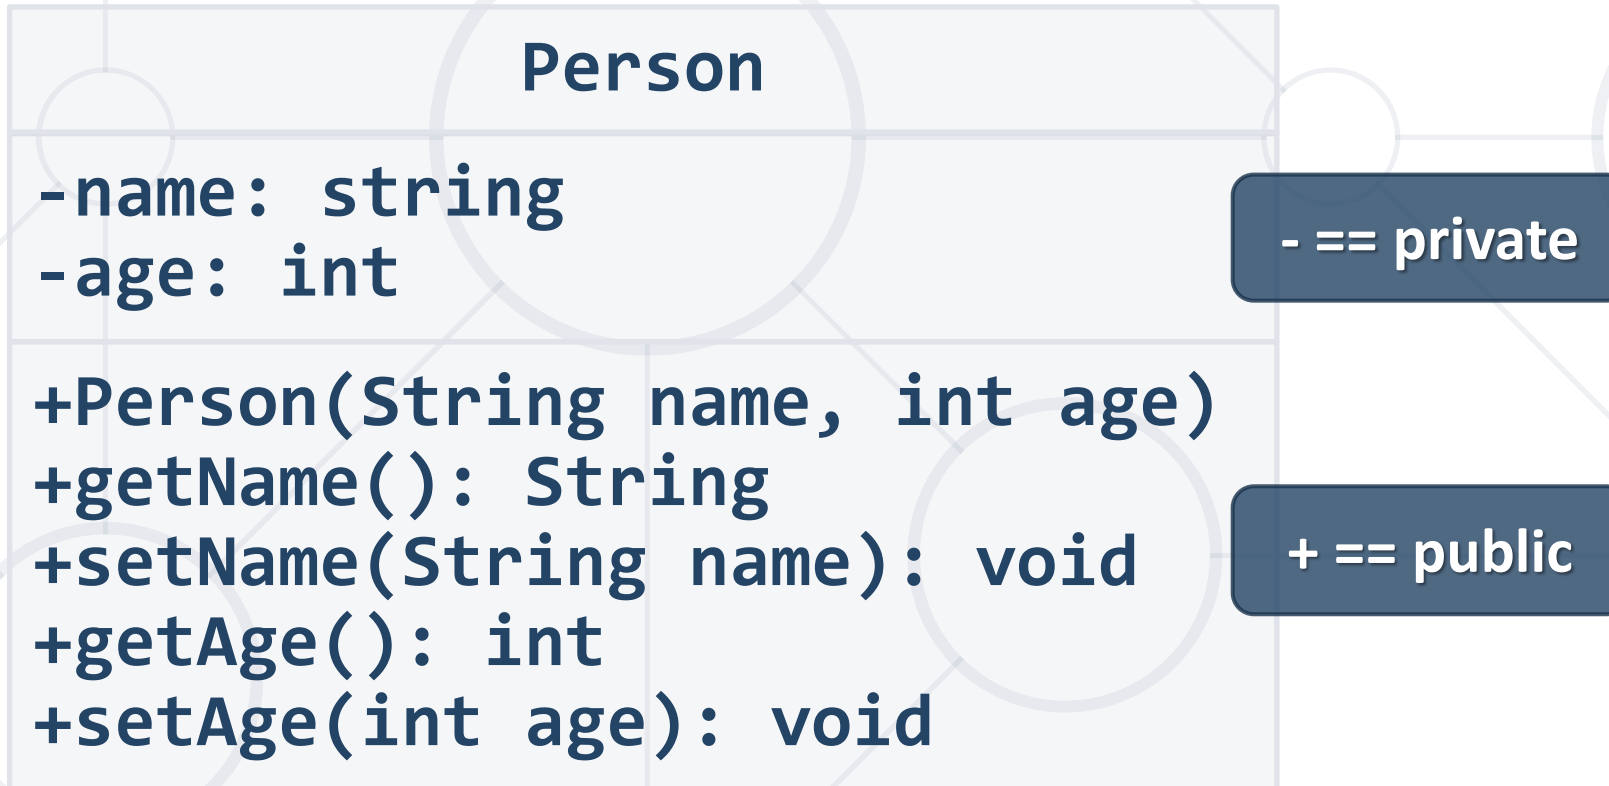 Person
-name: string
-age: int
- == private
+Person(String name, int age)
+getName(): String
+setName(String name): void
+getAge(): int
+setAge(int age): void
+ == public